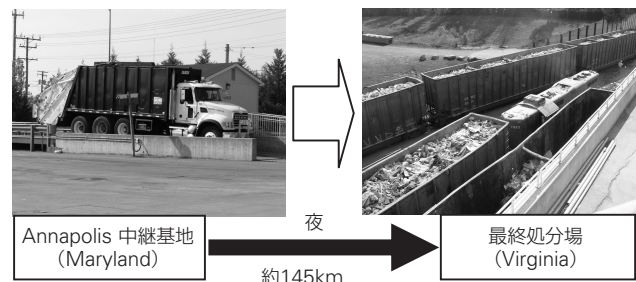 Annapolis 中継基地
（Maryland）
夜
約145km
最終処分場
（Virginia）